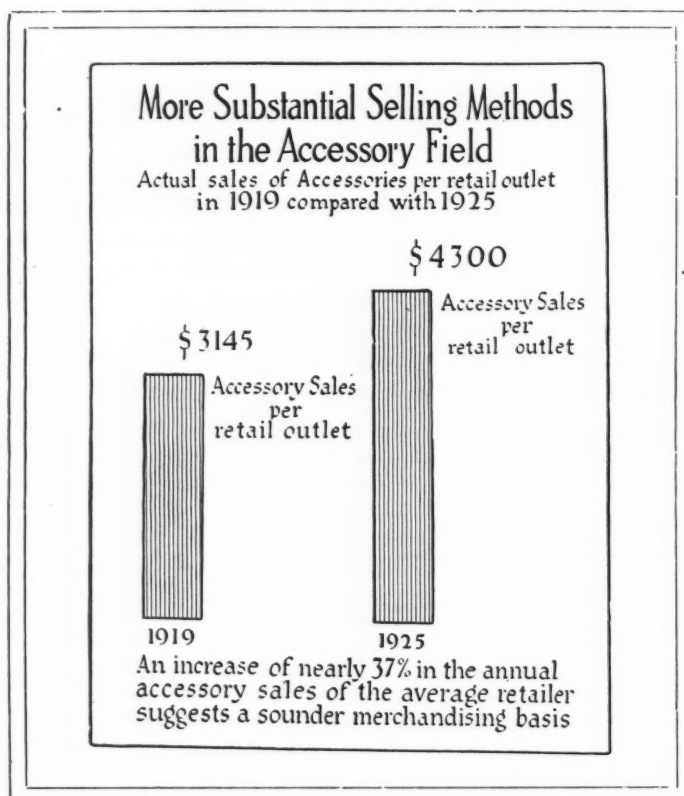 More Substantial Selling Methods
in the Accessory Field
Actual sales of Accessories per retail outlet
in 1919 compared with 1925
$4300
Accessory Sales
per
retail outlet
$3145
Accessory Sales
per
retail outlet
1919
1925
An increase of nearly 37% in the annual
accessory sales of the average retailer
suggests a sounder merchandising basis